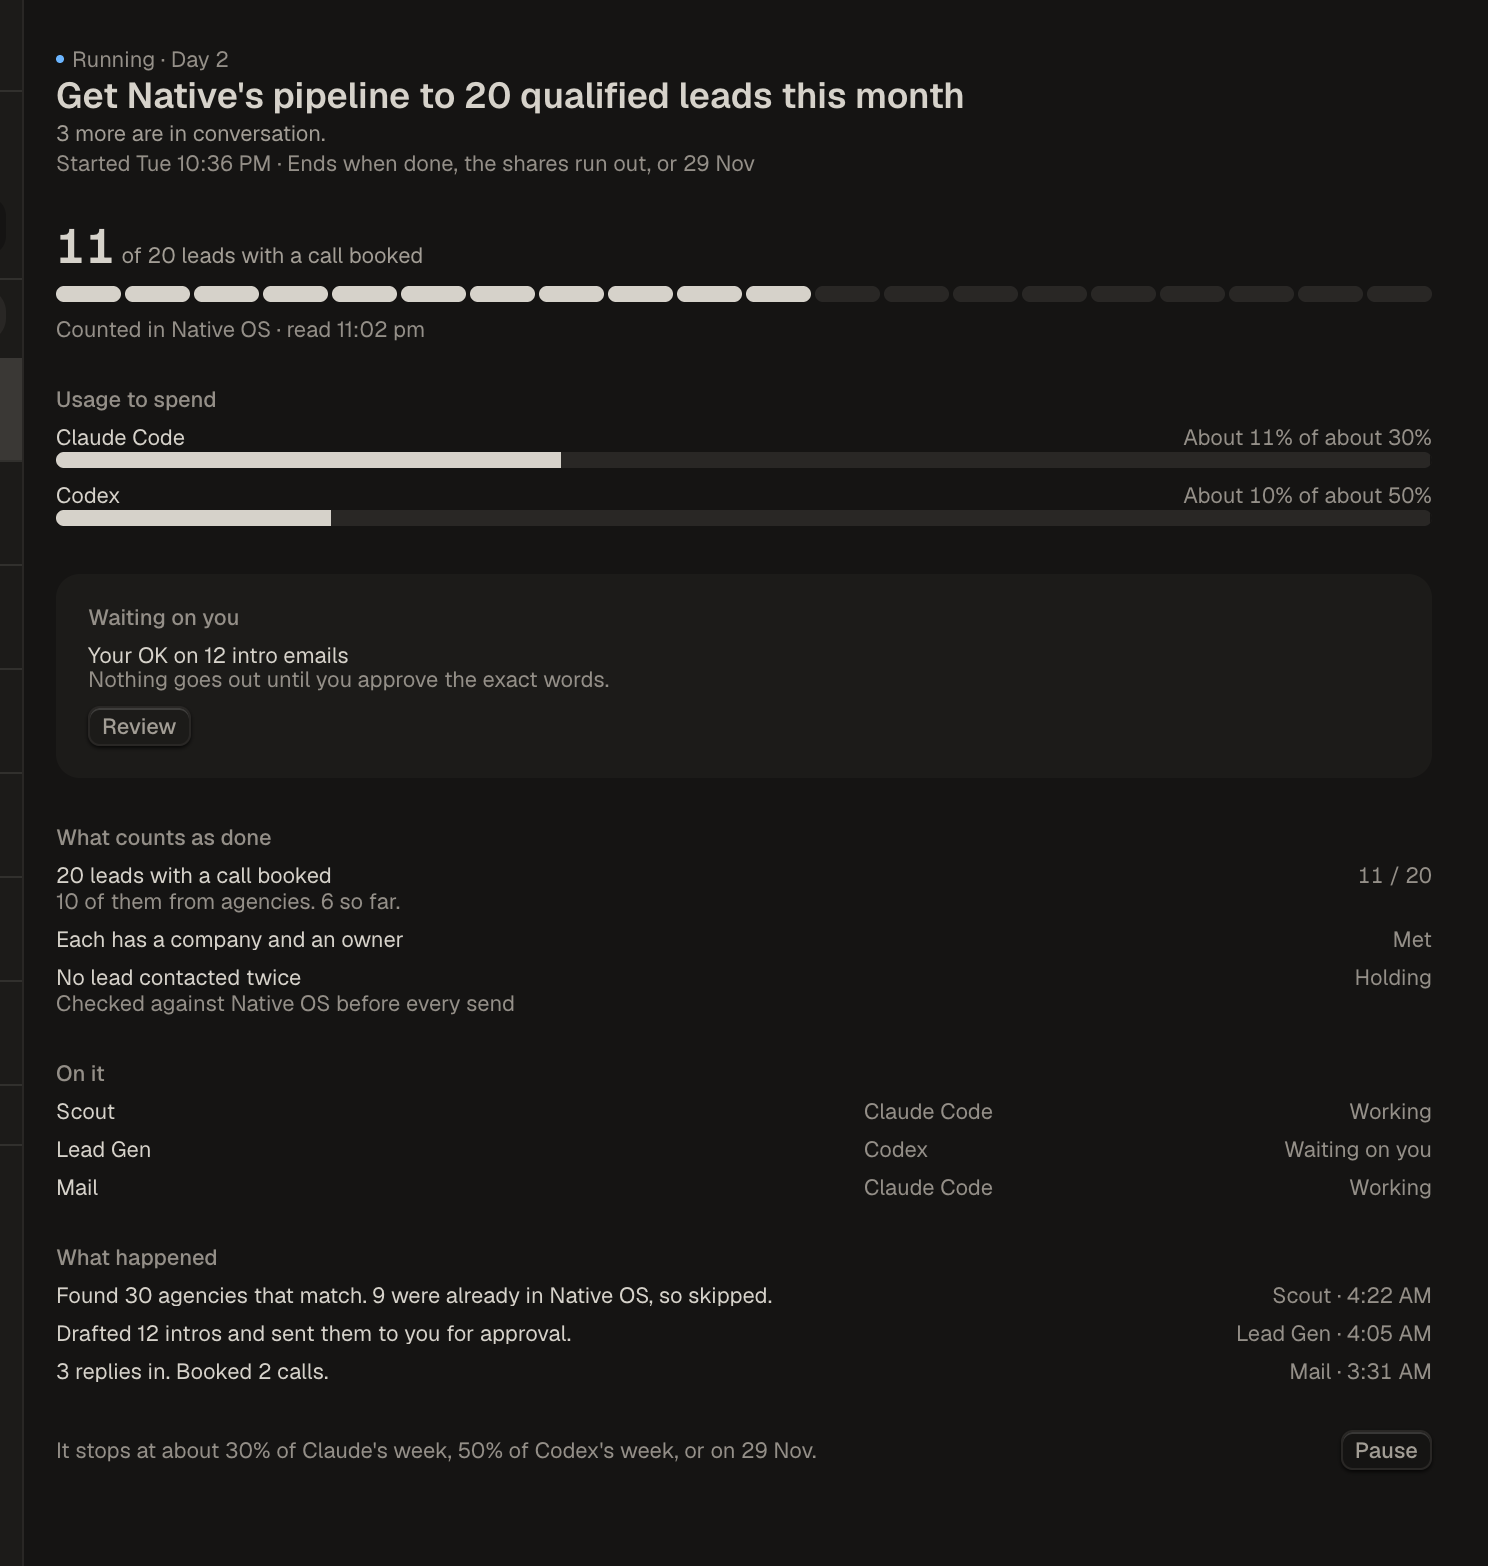 Running · Day 2
Get Native's pipeline to 20 qualified leads this month
3 more are in conversation.
Started Tue 10:36 PM · Ends when done, the shares run out, or 29 Nov
11 of 20 leads with a call booked
Counted in Native OS · read 11:02 pm
Usage to spend
Claude Code About 11% of about 30%
Codex About 10% of about 50%
Waiting on you
Your OK on 12 intro emails
Nothing goes out until you approve the exact words.
Review
What counts as done
20 leads with a call booked 11 / 20
10 of them from agencies. 6 so far.
Each has a company and an owner Met
No lead contacted twice Holding
Checked against Native OS before every send
On it
Scout Claude Code Working
Lead Gen Codex Waiting on you
Mail Claude Code Working
What happened
Found 30 agencies that match. 9 were already in Native OS, so skipped. Scout · 4:22 AM
Drafted 12 intros and sent them to you for approval. Lead Gen · 4:05 AM
3 replies in. Booked 2 calls. Mail · 3:31 AM
It stops at about 30% of Claude's week, 50% of Codex's week, or on 29 Nov. Pause